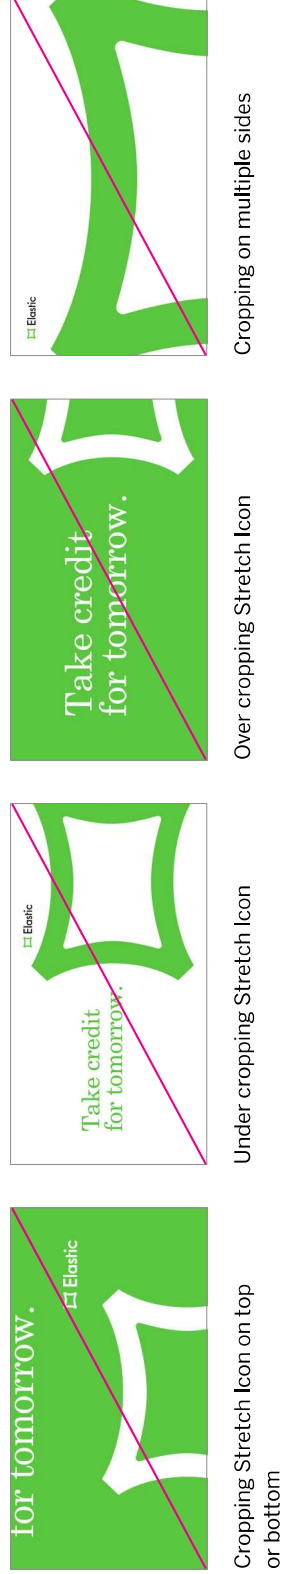 for tomorrow.
Elastic
Cropping Stretch Icon on top
or bottom
Take credit
for tomorrow.
Elastic
Under cropping Stretch Icon
Take credit
for tomorrow.
Over cropping Stretch Icon
Elastic
Cropping on multiple sides